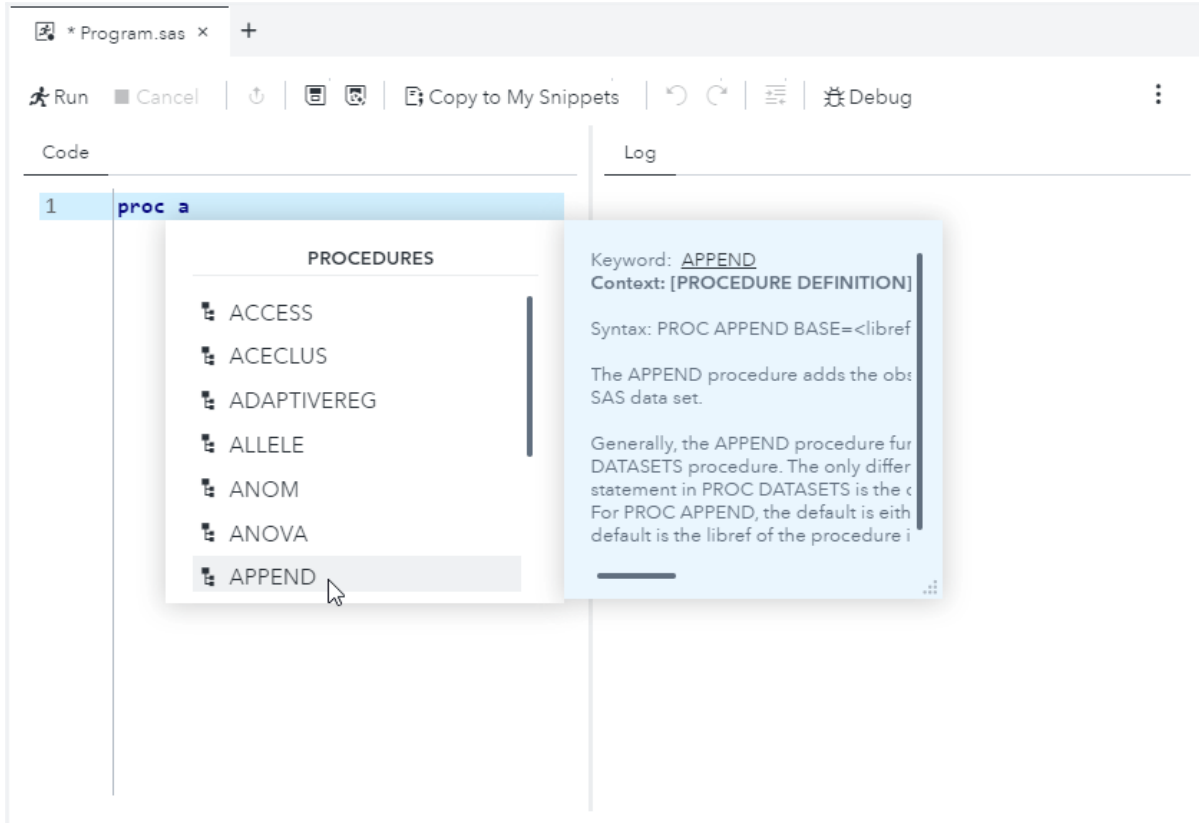 * Program.sas × +
Run Cancel Copy to My Snippets Debug
Code
Log
1 proc a
PROCEDURES
ACCESS
ACECLUS
ADAPTIVEREG
ALLELE
ANOM
ANOVA
APPEND
Keyword: APPEND
Context: [PROCEDURE DEFINITION]
Syntax: PROC APPEND BASE=<libref
The APPEND procedure adds the obs
SAS data set.
Generally, the APPEND procedure fur
DATASETS procedure. The only differ
statement in PROC DATASETS is the c
For PROC APPEND, the default is eith
default is the libref of the procedure i